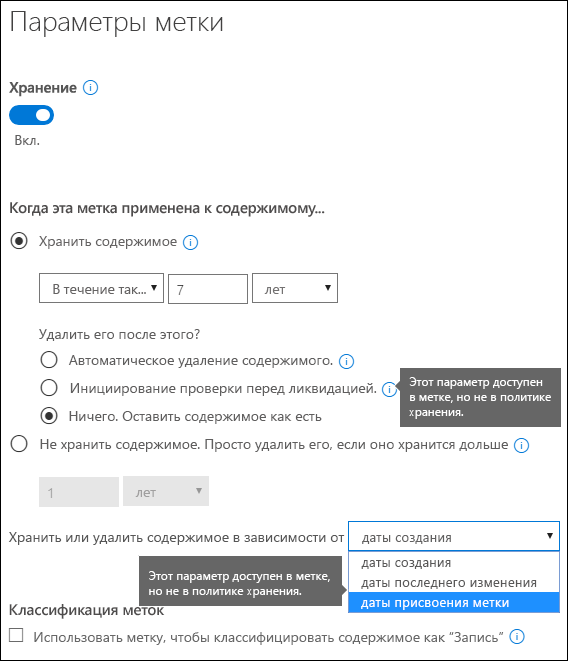 Параметры метки
Хранение
Вкл.
Когда эта метка применена к содержимому...
Хранить содержимое
В течение так... 7 лет
Удалить его после этого?
Автоматическое удаление содержимого.
Инициирование проверки перед ликвидацией.
Этот параметр доступен
в метке, но не в политике
хранения.
Ничего. Оставить содержимое как есть
Не хранить содержимое. Просто удалить его, если оно хранится дольше
1 лет
Хранить или удалить содержимое в зависимости от даты создания
даты создания
даты последнего изменения
даты присвоения метки
Этот параметр доступен в метке,
но не в политике хранения.
Классификация меток
Использовать метку, чтобы классифицировать содержимое как “Запись”